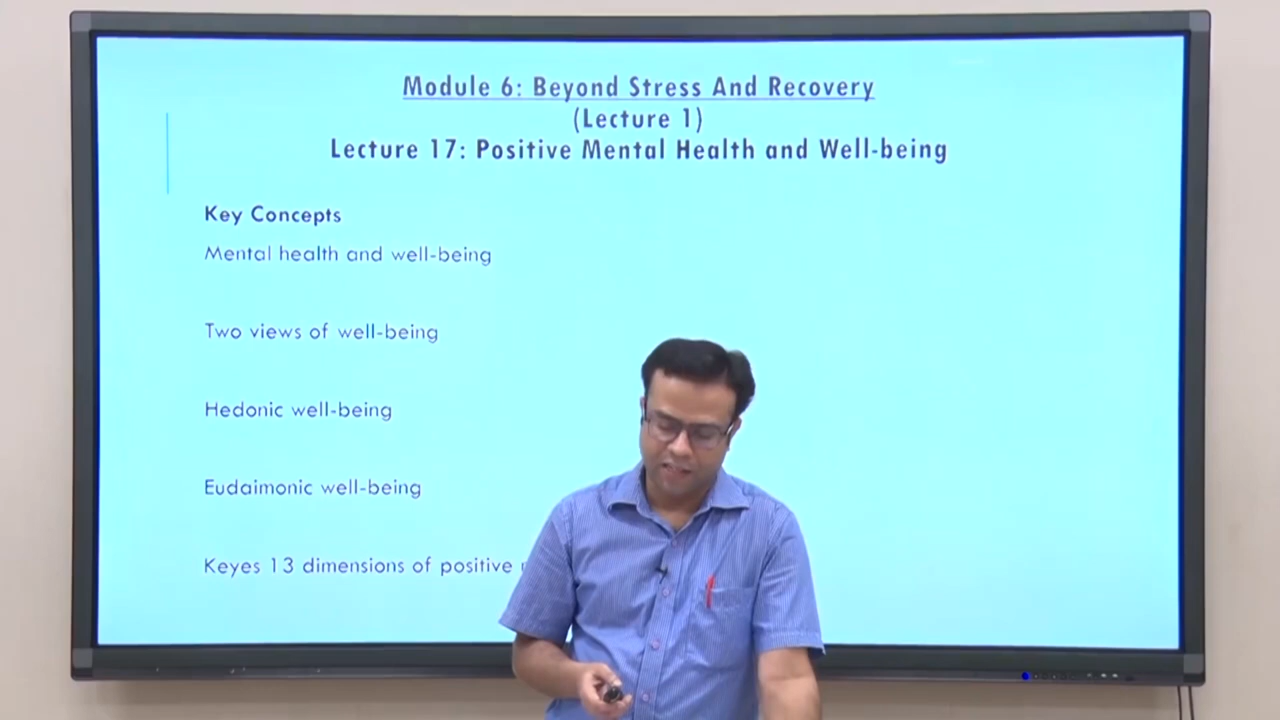 Module 6: Beyond Stress And Recovery
(Lecture 1)
Lecture 17: Positive Mental Health and Well-being
Key Concepts
Mental health and well-being
Two views of well-being
Hedonic well-being
Eudaimonic well-being
Keyes 13 dimensions of positive